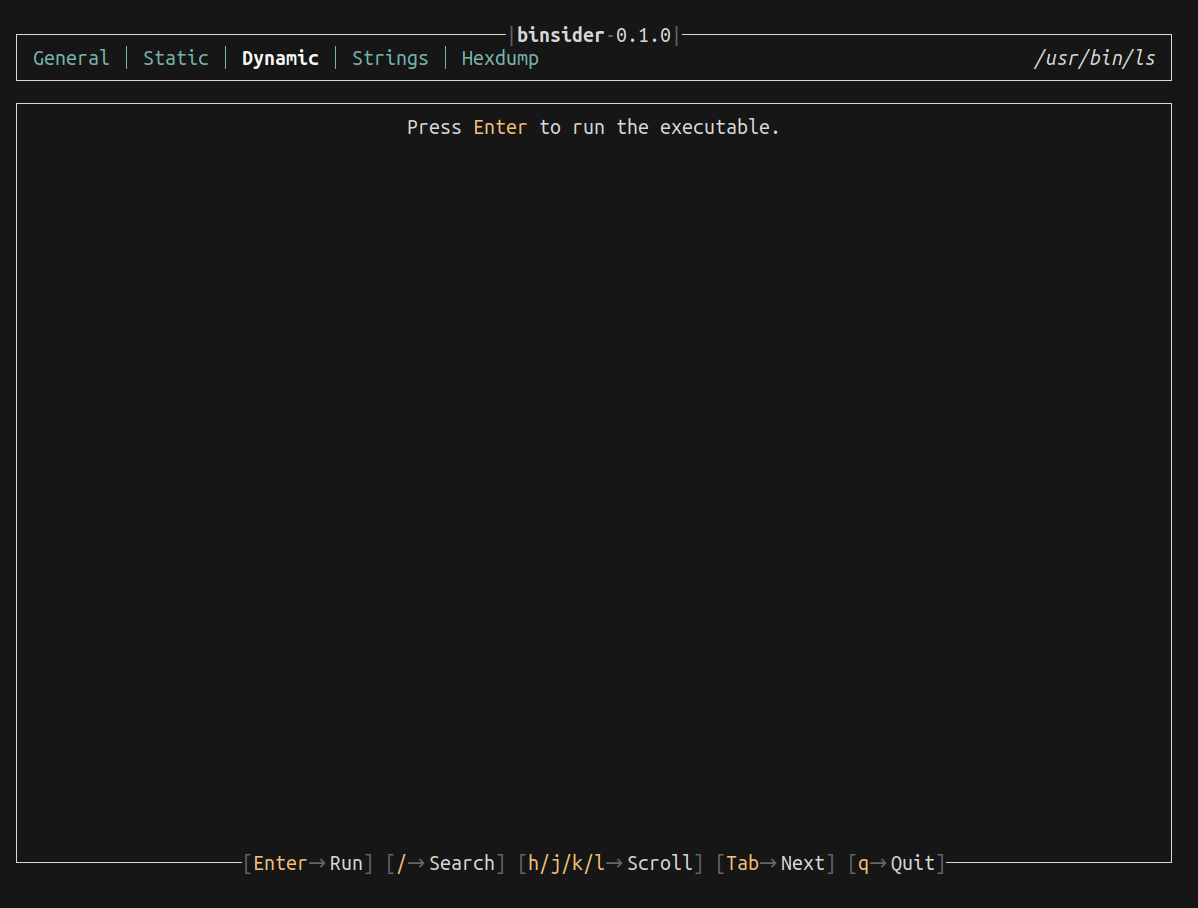 |binsider-0.1.0|
General │ Static │ Dynamic │ Strings │ Hexdump /usr/bin/ls
Press Enter to run the executable.
[Enter→Run] [/→Search] [h/j/k/l→Scroll] [Tab→Next] [q→Quit]